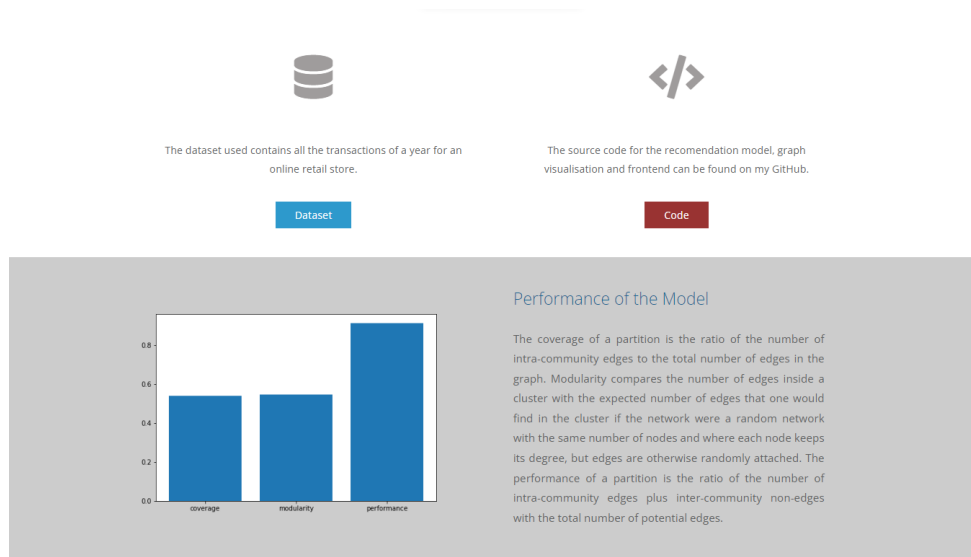 The dataset used contains all the transactions of a year for an
online retail store.
Dataset
The source code for the recomendation model, graph
visualisation and frontend can be found on my GitHub.
Code
0.8
0.6
0.4
0.2
0.0
coverage modularity performance
Performance of the Model
The coverage of a partition is the ratio of the number of
intra-community edges to the total number of edges in the
graph. Modularity compares the number of edges inside a
cluster with the expected number of edges that one would
find in the cluster if the network were a random network
with the same number of nodes and where each node keeps
its degree, but edges are otherwise randomly attached. The
performance of a partition is the ratio of the number of
intra-community edges plus inter-community non-edges
with the total number of potential edges.